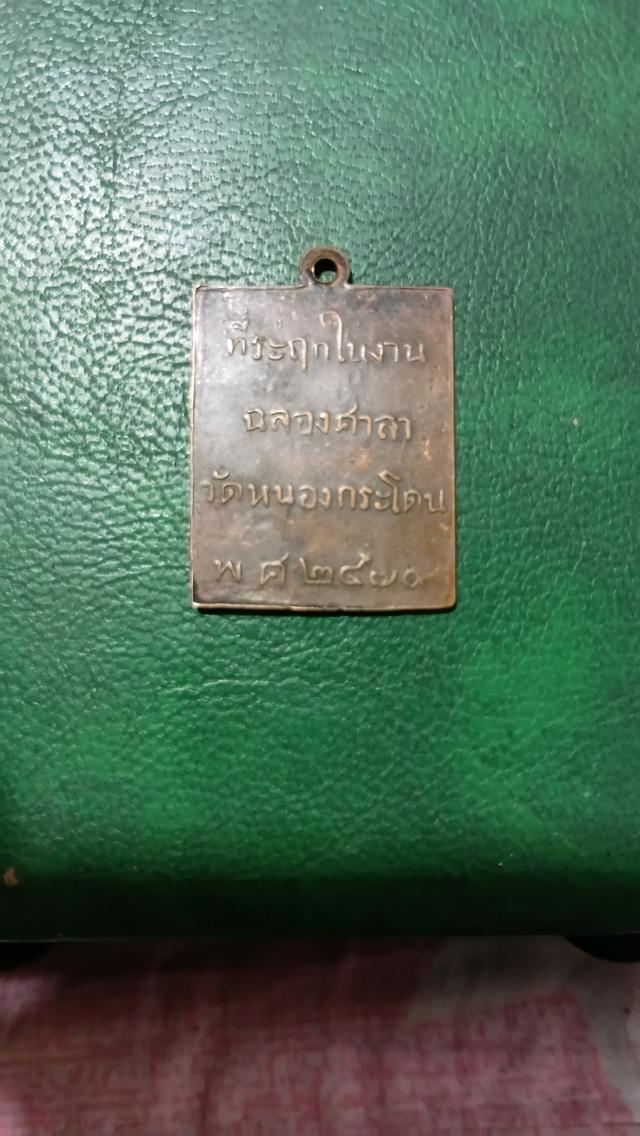 ที่ระฤกในงาน
ฉลองศาลา
วัดหนองกระโดน
พ ศ ๒๔๗๐